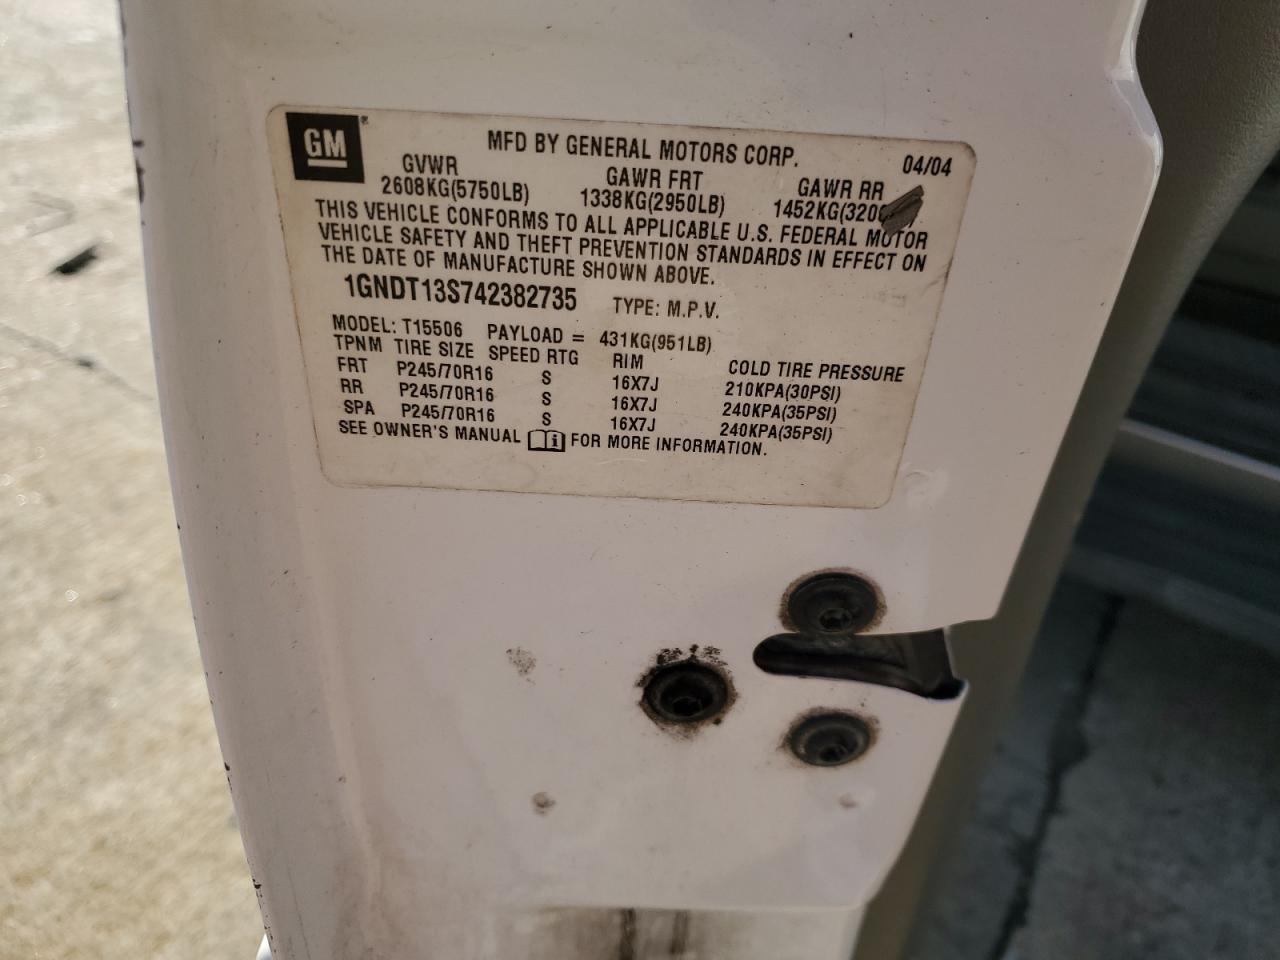 GM®
MFD BY GENERAL MOTORS CORP. 04/04
GVWR GAWR FRT GAWR RR
2608KG(5750LB) 1338KG(2950LB) 1452KG(320
THIS VEHICLE CONFORMS TO ALL APPLICABLE U.S. FEDERAL MOTOR
VEHICLE SAFETY AND THEFT PREVENTION STANDARDS IN EFFECT ON
THE DATE OF MANUFACTURE SHOWN ABOVE.
1GNDT13S742382735 TYPE: M.P.V.
MODEL: T15506 PAYLOAD = 431KG(951LB)
TPNM TIRE SIZE SPEED RTG RIM COLD TIRE PRESSURE
FRT P245/70R16 S 16X7J 210KPA(30PSI)
RR P245/70R16 S 16X7J 240KPA(35PSI)
SPA P245/70R16 S 16X7J 240KPA(35PSI)
SEE OWNER'S MANUAL i FOR MORE INFORMATION.